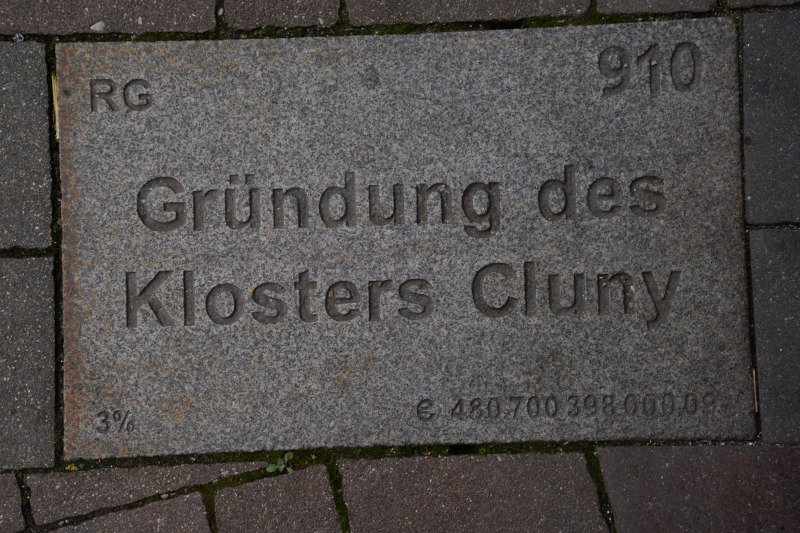 RG 910
Gründung des
Klosters Cluny
3% € 480.700.398.000,09